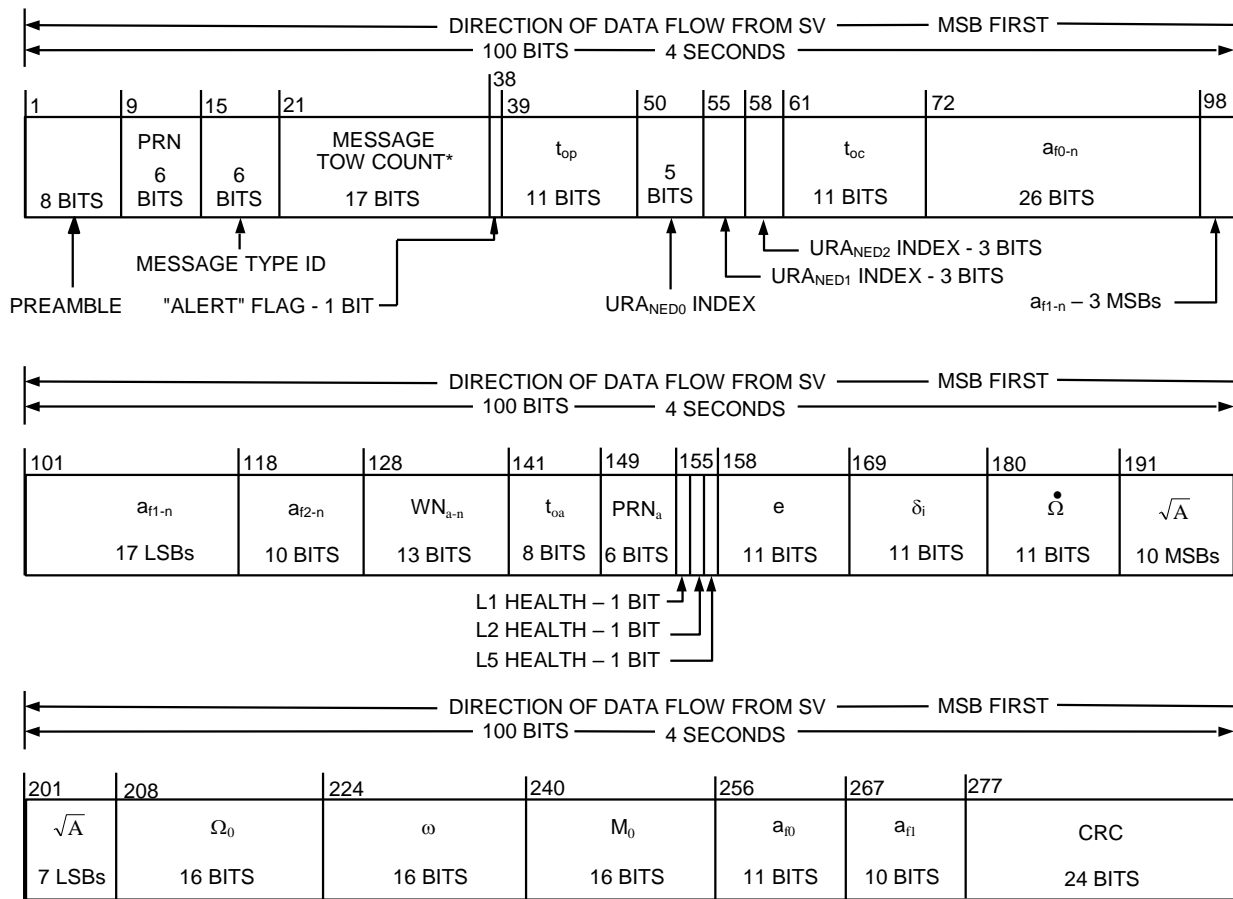 DIRECTION OF DATA FLOW FROM SV MSB FIRST
100 BITS 4 SECONDS
38
1 9 15 21 39 50 55 58 61 72 98
PRN MESSAGE
TOW COUNT* t_op t_oc a_f0-n
8 BITS 6 BITS 6 BITS 17 BITS 11 BITS 5 BITS 11 BITS 26 BITS
URA_NED2 INDEX - 3 BITS
MESSAGE TYPE ID URA_NED1 INDEX - 3 BITS
PREAMBLE "ALERT" FLAG - 1 BIT URA_NED0 INDEX a_f1-n – 3 MSBs
DIRECTION OF DATA FLOW FROM SV MSB FIRST
100 BITS 4 SECONDS
101 118 128 141 149 155 158 169 180 191
a_f1-n a_f2-n WN_a-n t_oa PRN_a e δ_i Ω̇ √A
17 LSBs 10 BITS 13 BITS 8 BITS 6 BITS 11 BITS 11 BITS 11 BITS 10 MSBs
L1 HEALTH – 1 BIT
L2 HEALTH – 1 BIT
L5 HEALTH – 1 BIT
DIRECTION OF DATA FLOW FROM SV MSB FIRST
100 BITS 4 SECONDS
201 208 224 240 256 267 277
√A Ω_0 ω M_0 a_f0 a_f1 CRC
7 LSBs 16 BITS 16 BITS 16 BITS 11 BITS 10 BITS 24 BITS